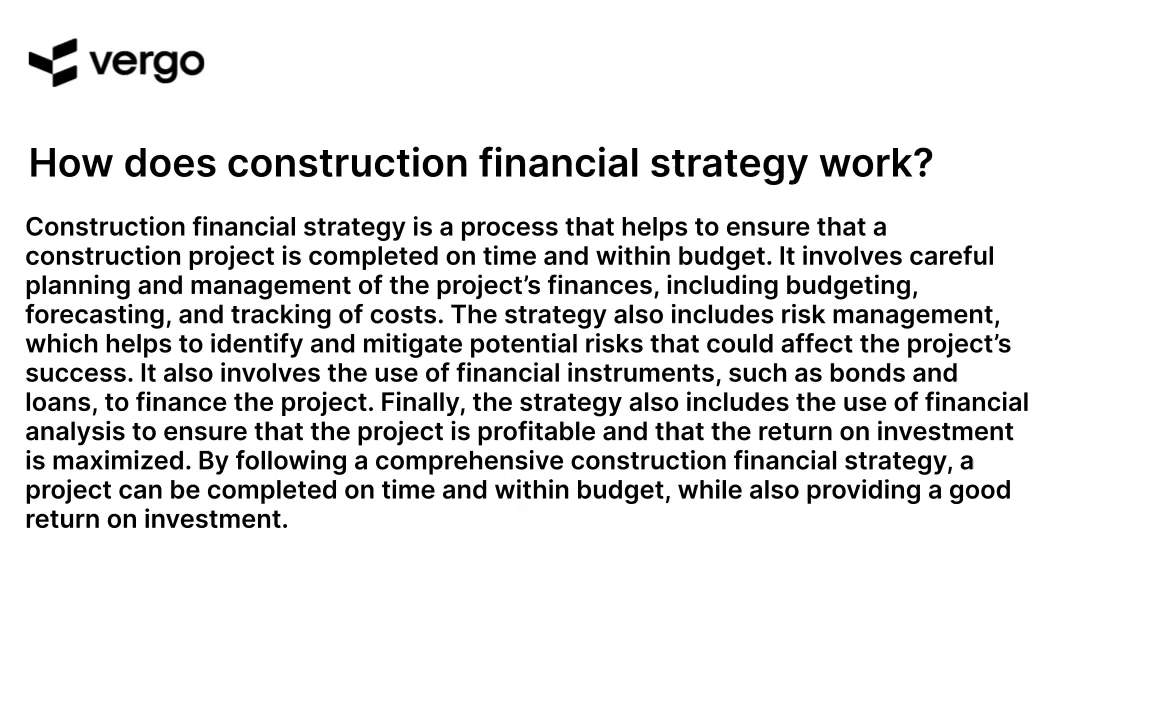 vergo
How does construction financial strategy work?
Construction financial strategy is a process that helps to ensure that a
construction project is completed on time and within budget. It involves careful
planning and management of the project’s finances, including budgeting,
forecasting, and tracking of costs. The strategy also includes risk management,
which helps to identify and mitigate potential risks that could affect the project’s
success. It also involves the use of financial instruments, such as bonds and
loans, to finance the project. Finally, the strategy also includes the use of financial
analysis to ensure that the project is profitable and that the return on investment
is maximized. By following a comprehensive construction financial strategy, a
project can be completed on time and within budget, while also providing a good
return on investment.